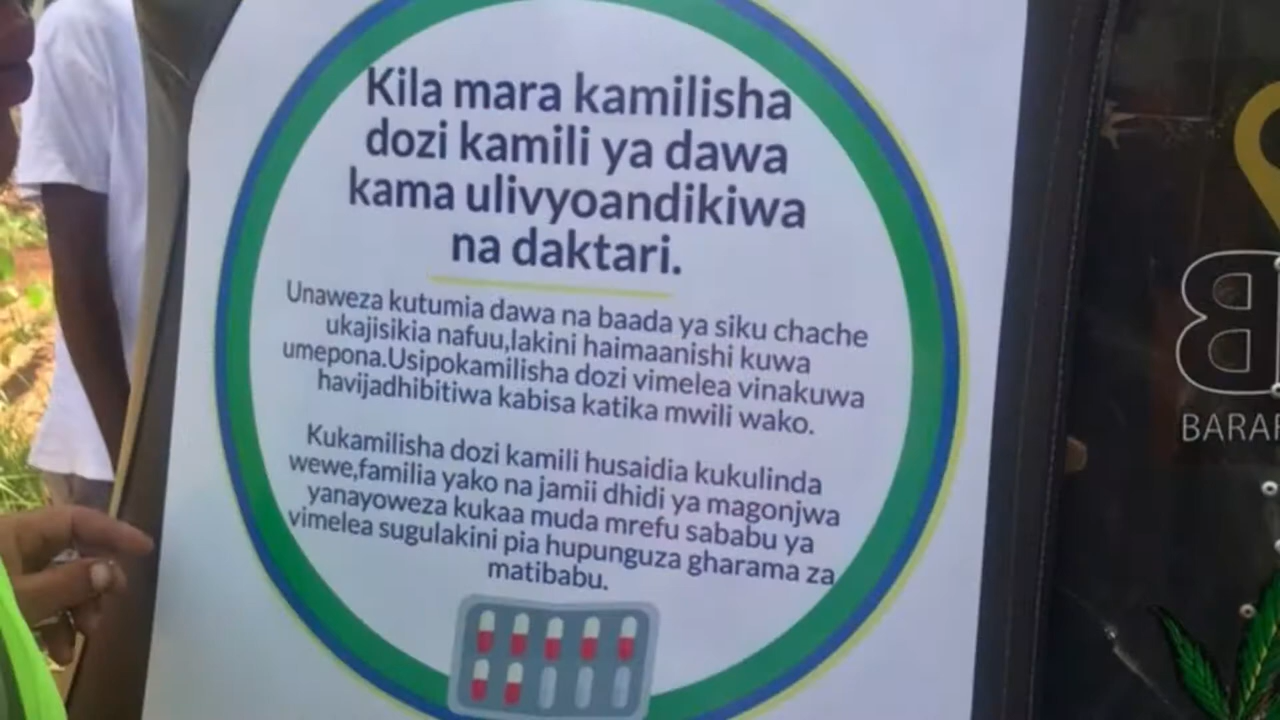 Kila mara kamilisha
dozi kamili ya dawa
kama ulivyoandikiwa
na daktari.
Unaweza kutumia dawa na baada ya siku chache
ukajisikia nafuu,lakini haimaanishi kuwa
umepona.Usipokamilisha dozi vimelea vinakuwa
havijadhibitiwa kabisa katika mwili wako.
Kukamilisha dozi kamili husaidia kukulinda
wewe,familia yako na jamii dhidi ya magonjwa
yanayoweza kukaa muda mrefu sababu ya
vimelea sugulakini pia hupunguza gharama za
matibabu.